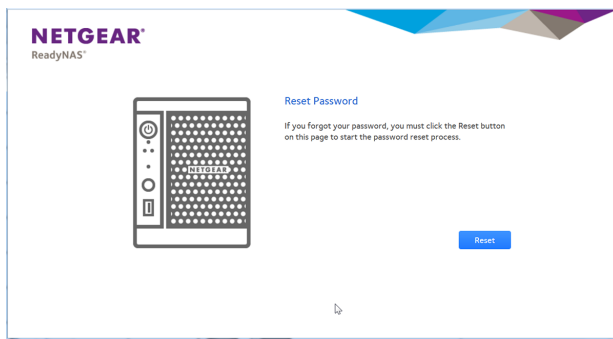 NETGEAR®
ReadyNAS®
Reset Password
If you forgot your password, you must click the Reset button
on this page to start the password reset process.
NETGEAR
Reset